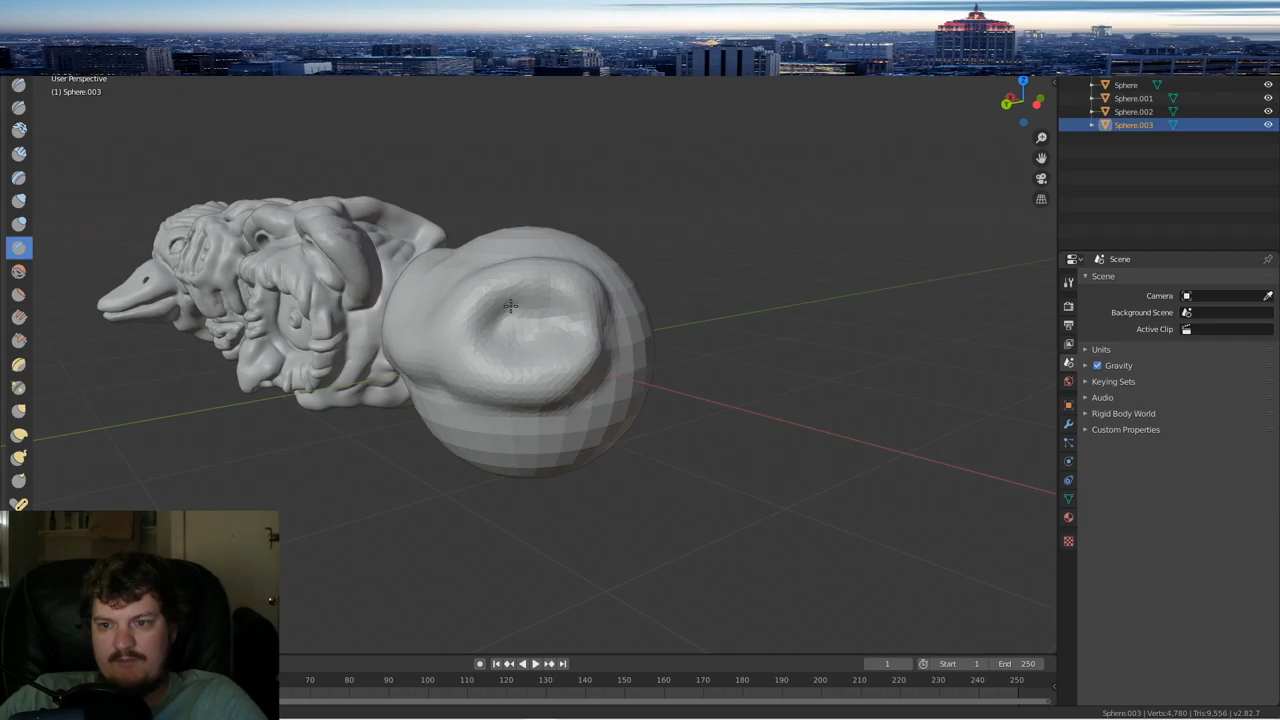 User Perspective
(1) Sphere.003
Z
Y
Sphere
Sphere.001
Sphere.002
Sphere.003
Scene
Scene
Camera
Background Scene
Active Clip
Units
Gravity
Keying Sets
Audio
Rigid Body World
Custom Properties
1
Start 1
End 250
70 80 90 100 110 120 130 140 150 160 170 180 190 200 210 220 230 240 250
Sphere.003 | Verts:4,780 | Tris:9,556 | v2.82.7